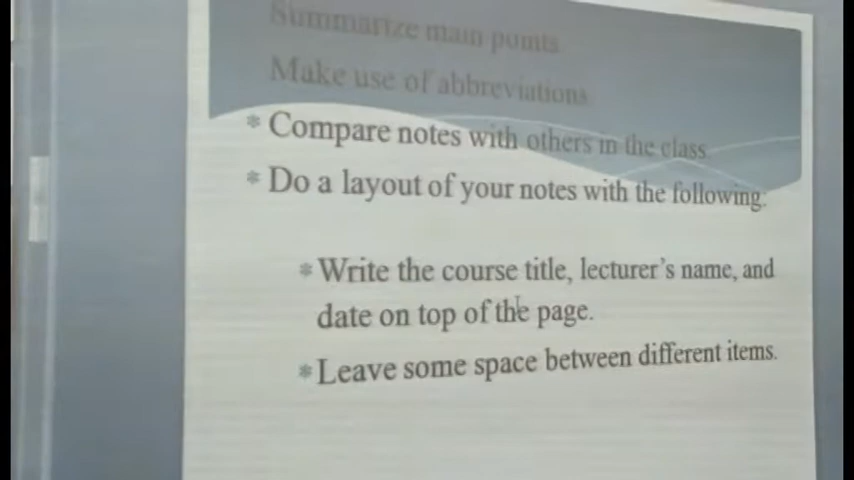 Summarize main points
Make use of abbreviations
* Compare notes with others in the class.
* Do a layout of your notes with the following:
* Write the course title, lecturer's name, and
date on top of the page.
* Leave some space between different items.